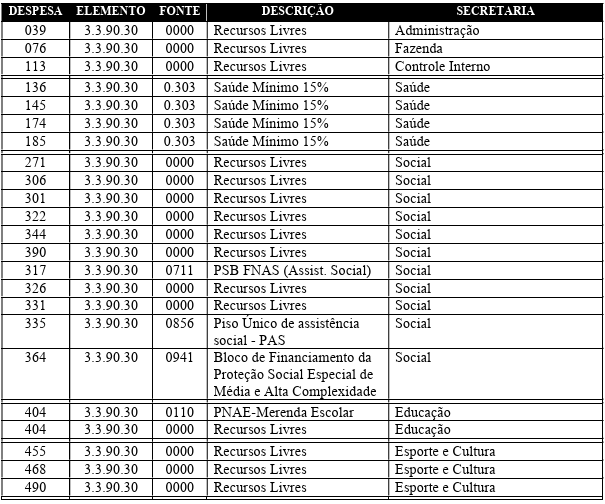 DESPESA ELEMENTO FONTE DESCRIÇÃO SECRETARIA
039 3.3.90.30 0000 Recursos Livres Administração
076 3.3.90.30 0000 Recursos Livres Fazenda
113 3.3.90.30 0000 Recursos Livres Controle Interno
136 3.3.90.30 0.303 Saúde Mínimo 15% Saúde
145 3.3.90.30 0.303 Saúde Mínimo 15% Saúde
174 3.3.90.30 0.303 Saúde Mínimo 15% Saúde
185 3.3.90.30 0.303 Saúde Mínimo 15% Saúde
271 3.3.90.30 0000 Recursos Livres Social
306 3.3.90.30 0000 Recursos Livres Social
301 3.3.90.30 0000 Recursos Livres Social
322 3.3.90.30 0000 Recursos Livres Social
344 3.3.90.30 0000 Recursos Livres Social
390 3.3.90.30 0000 Recursos Livres Social
317 3.3.90.30 0711 PSB FNAS (Assist. Social) Social
326 3.3.90.30 0000 Recursos Livres Social
331 3.3.90.30 0000 Recursos Livres Social
335 3.3.90.30 0856 Piso Único de assistência Social
social - PAS
364 3.3.90.30 0941 Bloco de Financiamento da Social
Proteção Social Especial de
Média e Alta Complexidade
404 3.3.90.30 0110 PNAE-Merenda Escolar Educação
404 3.3.90.30 0000 Recursos Livres Educação
455 3.3.90.30 0000 Recursos Livres Esporte e Cultura
468 3.3.90.30 0000 Recursos Livres Esporte e Cultura
490 3.3.90.30 0000 Recursos Livres Esporte e Cultura